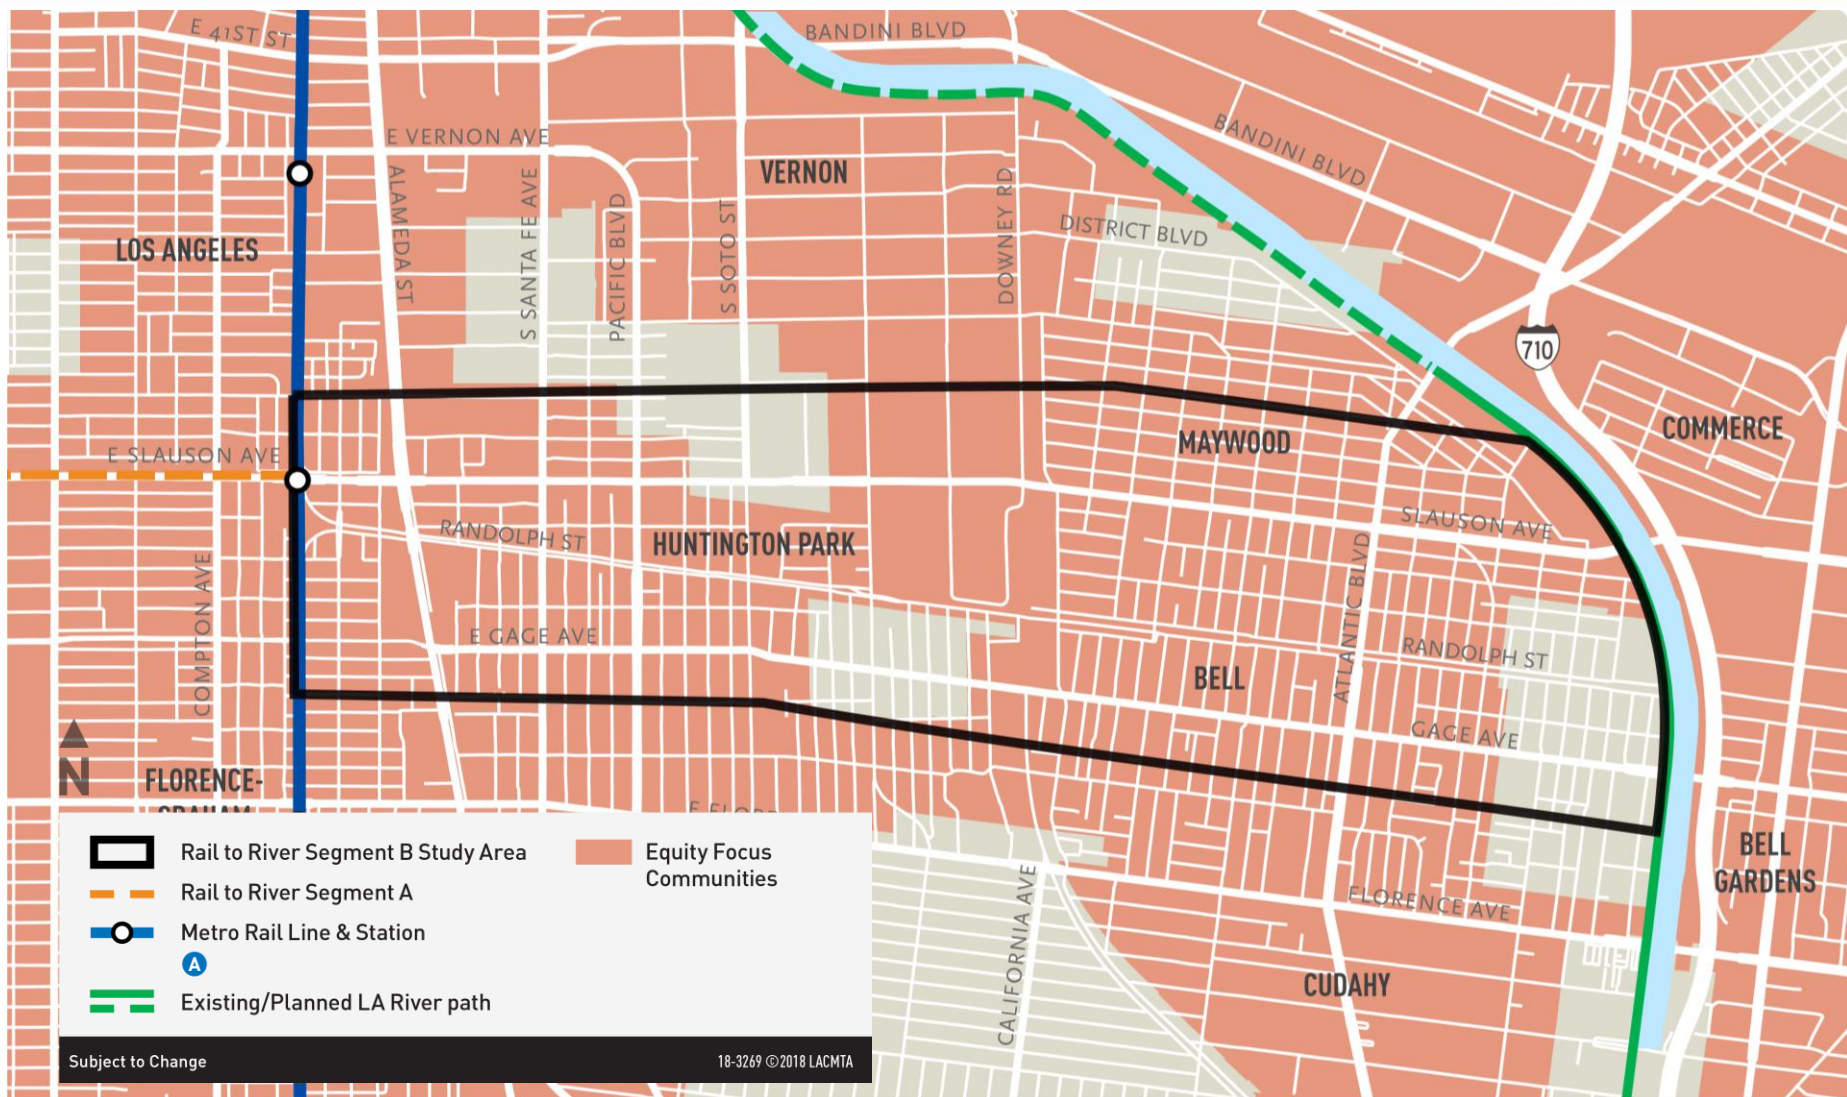 E 41ST ST
BANDINI BLVD
E VERNON AVE
BANDINI BLVD
VERNON
ALAMEDA ST
S SANTA FE AVE
PACIFIC BLVD
S SOTO ST
DOWNEY RD
DISTRICT BLVD
LOS ANGELES
710
COMMERCE
MAYWOOD
E SLAUSON AVE
SLAUSON AVE
RANDOLPH ST
HUNTINGTON PARK
ATLANTIC BLVD
COMPTON AVE
E GAGE AVE
RANDOLPH ST
BELL
GAGE AVE
N
FLORENCE-
GRAHAM
BELL
GARDENS
CALIFORNIA AVE
FLORENCE AVE
CUDAHY
Rail to River Segment B Study Area
Rail to River Segment A
Metro Rail Line & Station
A
Existing/Planned LA River path
Equity Focus
Communities
Subject to Change
18-3269 ©2018 LACMTA